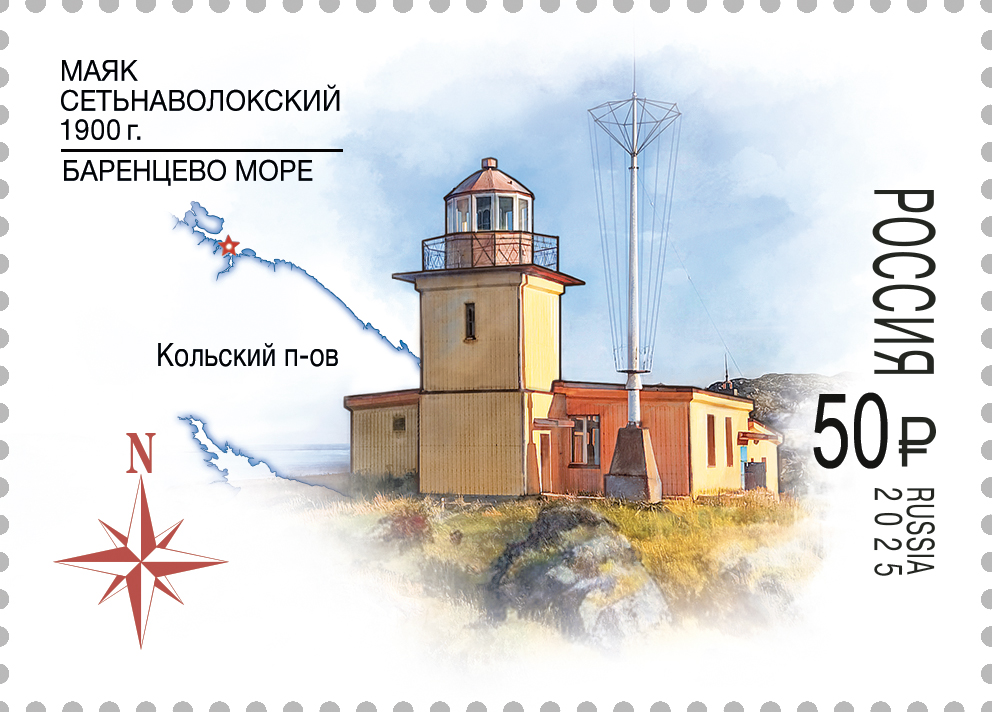 МАЯК
СЕТЬНАВОЛОКСКИЙ
1900 г.
БАРЕНЦЕВО МОРЕ
Кольский п-ов
N
РОССИЯ
50 ₽
RUSSIA
2025